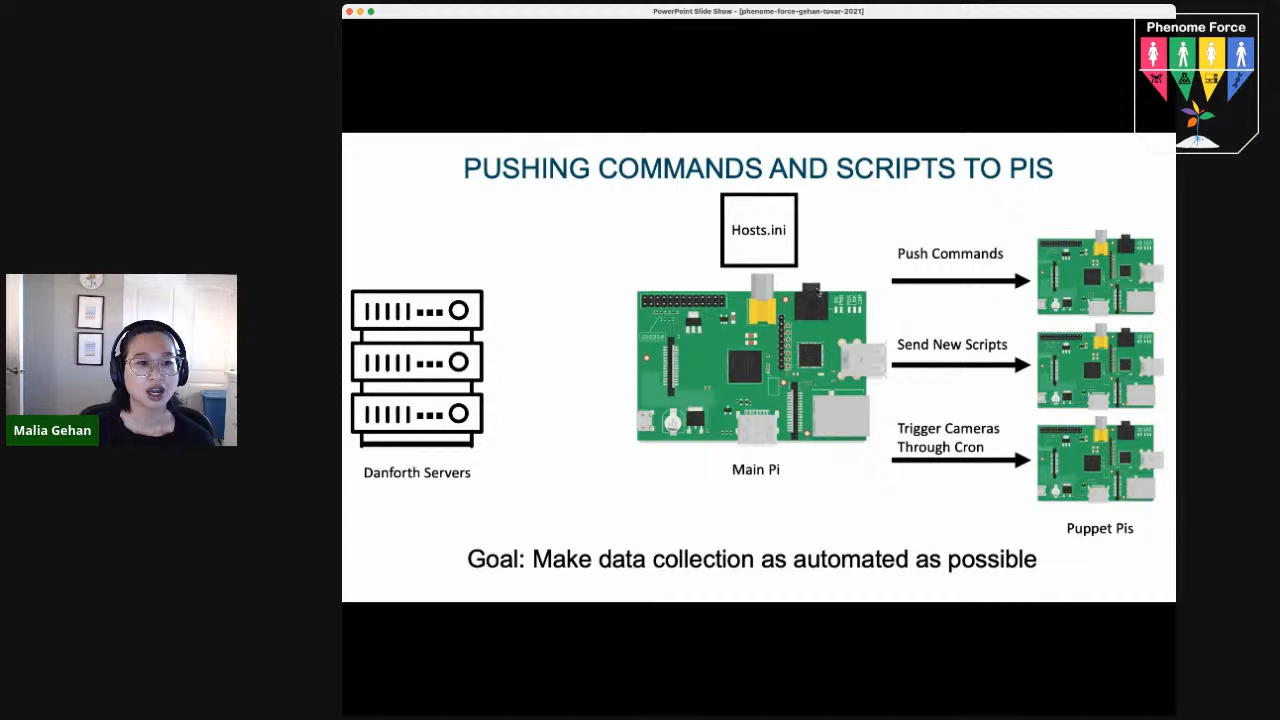 PowerPoint Slide Show - [phenome-force-gehan-tovar-2021]
Phenome Force
PUSHING COMMANDS AND SCRIPTS TO PIS
Hosts.ini
Push Commands
Send New Scripts
Trigger Cameras
Through Cron
Malia Gehan
Danforth Servers
Main Pi
Puppet Pis
Goal: Make data collection as automated as possible